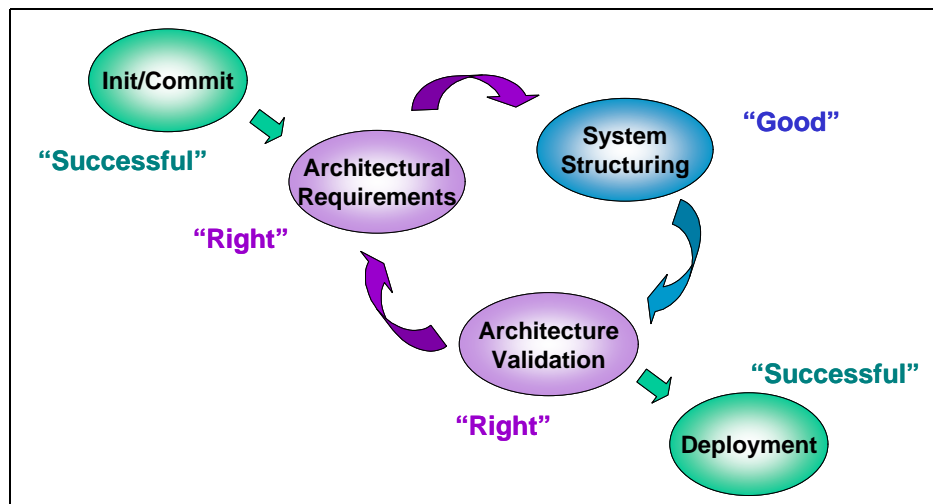 Init/Commit
“Successful”
Architectural
Requirements
“Right”
System
Structuring
“Good”
Architecture
Validation
“Right”
“Successful”
Deployment